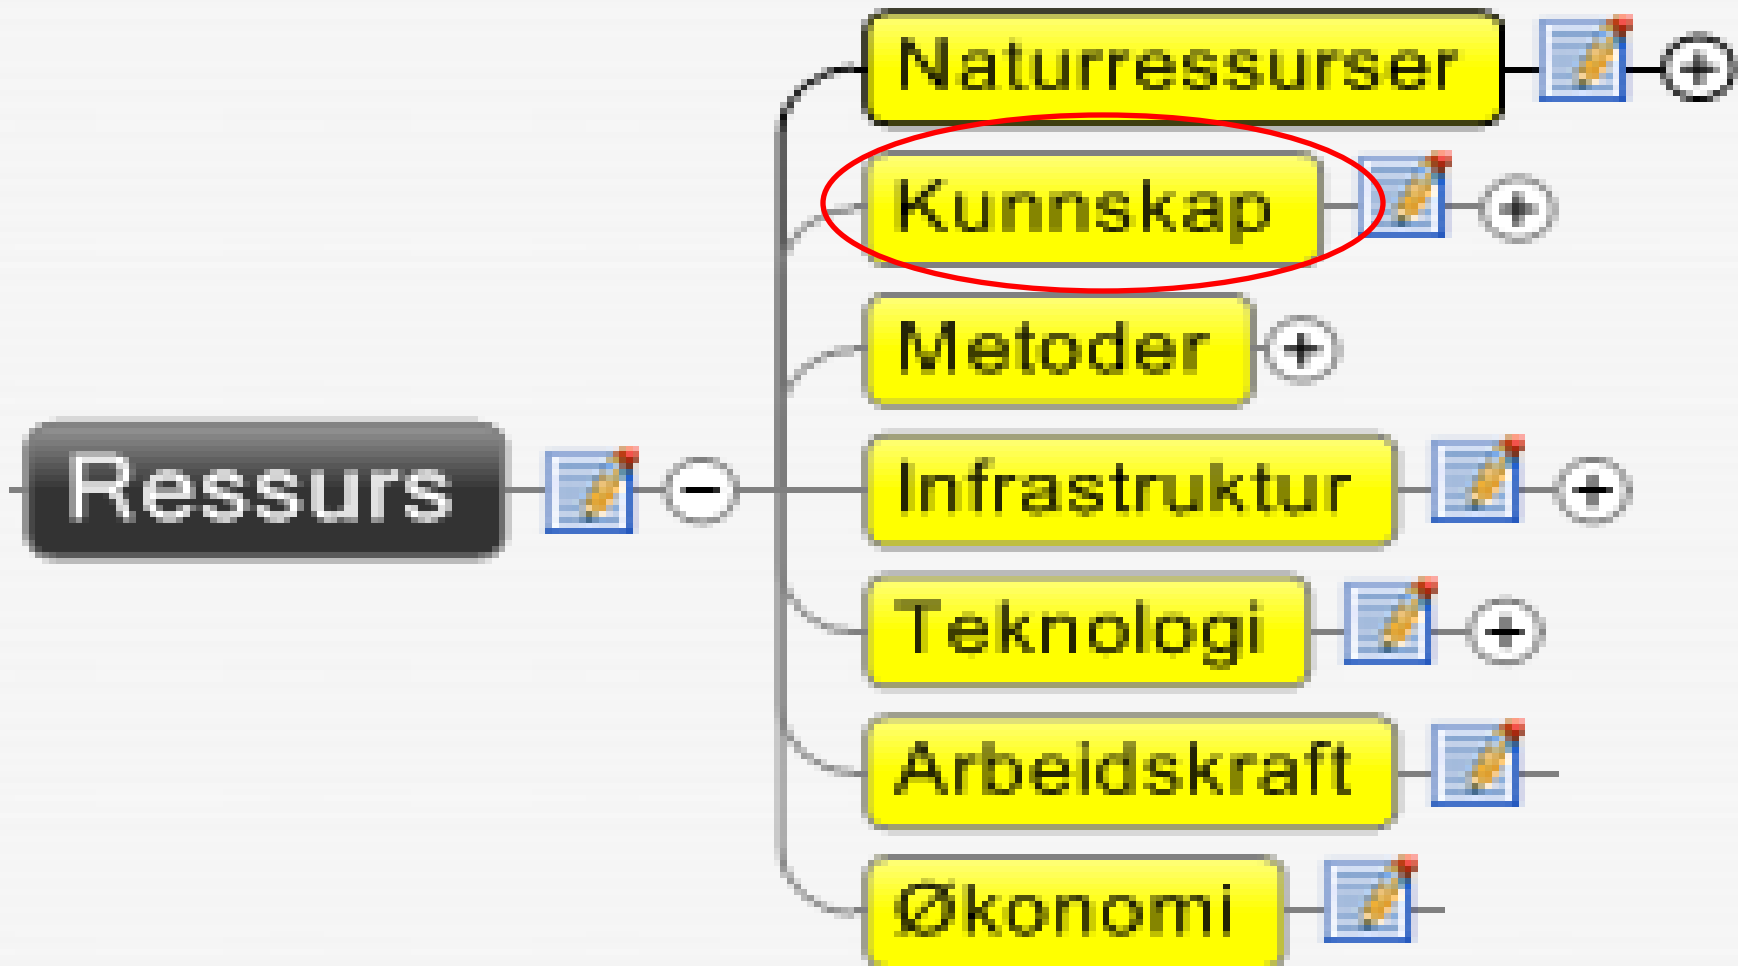 Naturressurser
Kunnskap
Metoder
Ressurs
Infrastruktur
Teknologi
Arbeidskraft
Økonomi